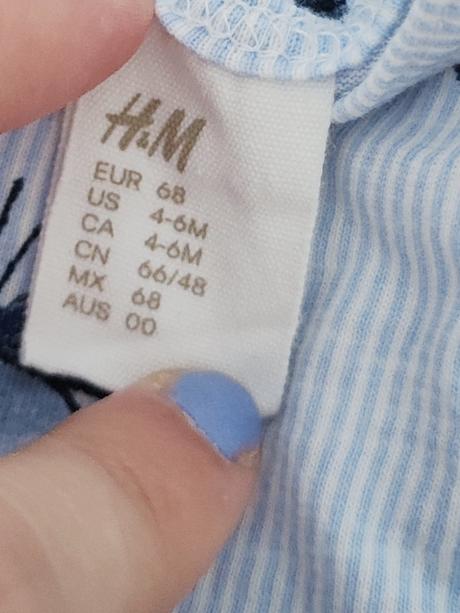 H&M
EUR 68
US 4-6M
CA 4-6M
CN 66/48
MX 68
AUS 00